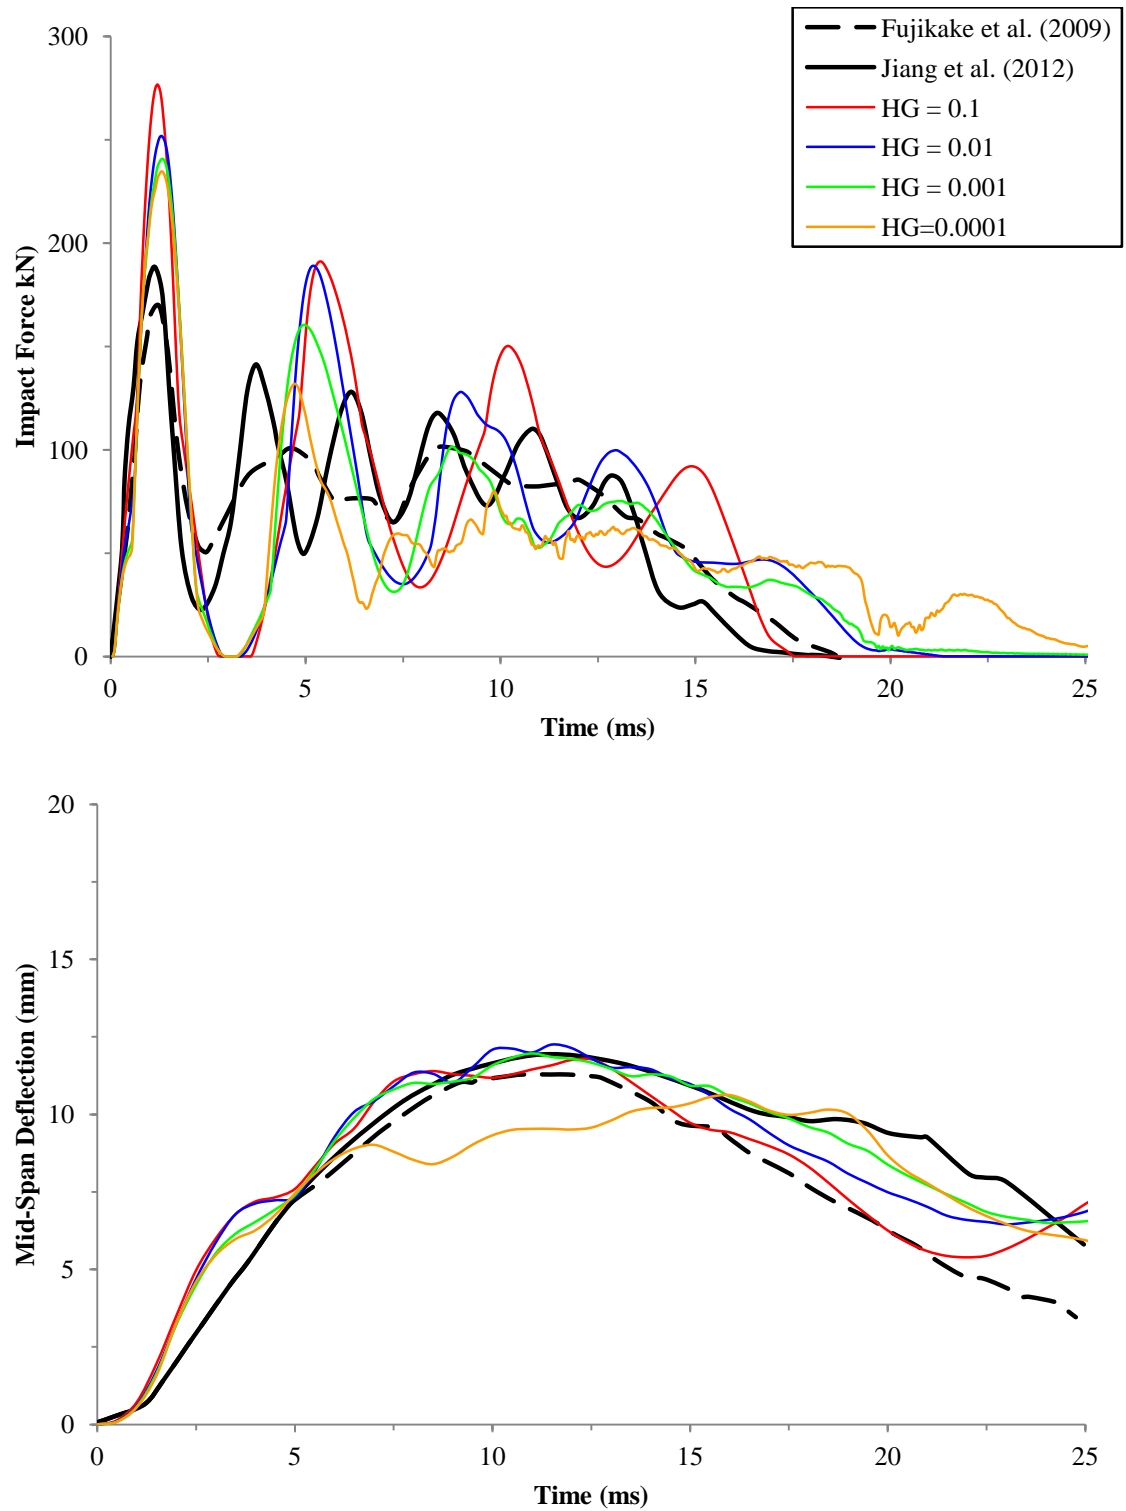 Fujikake et al. (2009)
Jiang et al. (2012)
HG = 0.1
HG = 0.01
HG = 0.001
HG=0.0001
300
200
100
0
Impact Force kN)
0 5 10 15 20 25
Time (ms)
20
15
10
5
0
Mid-Span Deflection (mm)
0 5 10 15 20 25
Time (ms)